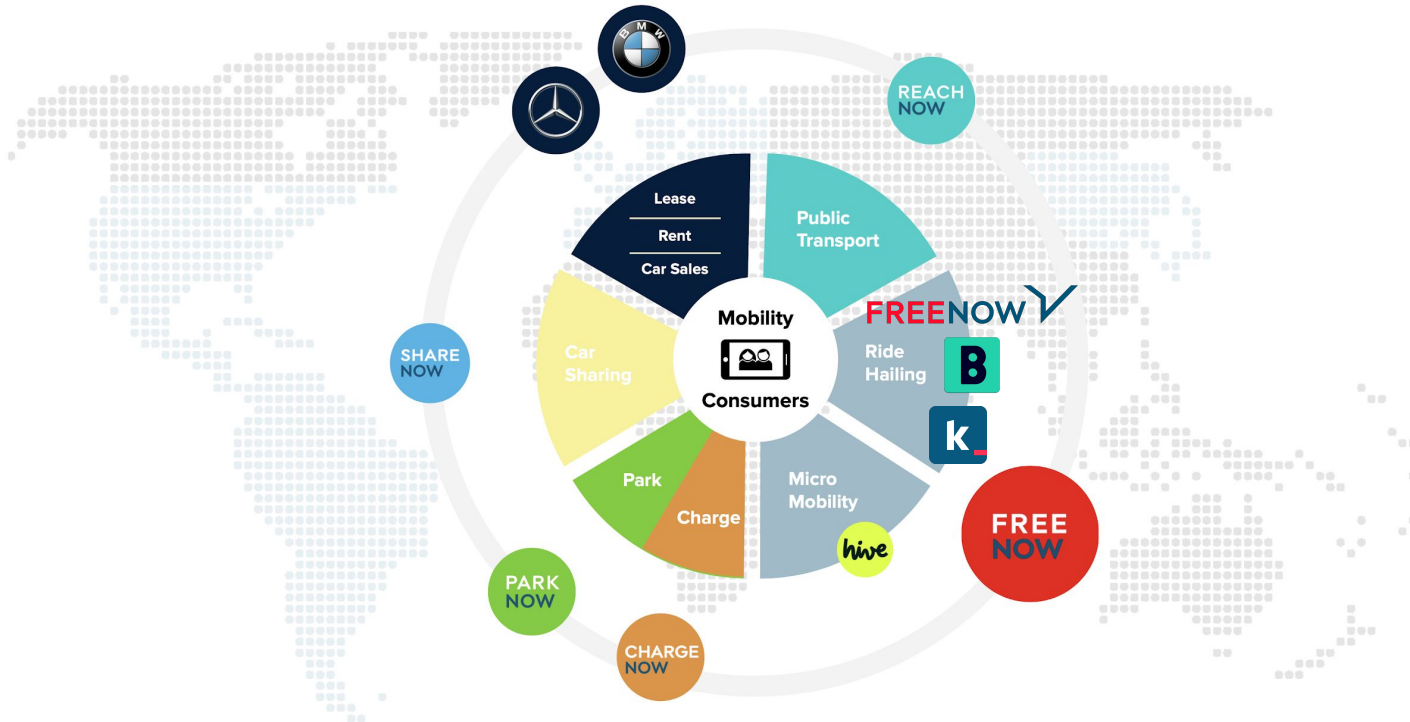 BMW
REACH
NOW
Lease
Rent
Car Sales
Public
Transport
Mobility
Consumers
FREENOW
Ride
Hailing
B
k_
Car
Sharing
SHARE
NOW
Park
Charge
Micro
Mobility
hive
FREE
NOW
PARK
NOW
CHARGE
NOW